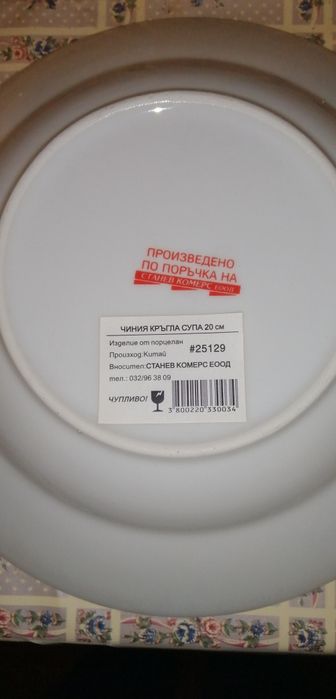 ПРОИЗВЕДЕНО
ПО ПОРЪЧКА НА
СТАНЕВ КОМЕРС ЕООД
ЧИНИЯ КРЪГЛА СУПА 20 см
Изделие от порцелан
#25129
Произход:Китай
Вносител:СТАНЕВ КОМЕРС ЕООД
тел.: 032/96 38 09
ЧУПЛИВО!
3 800220 330034